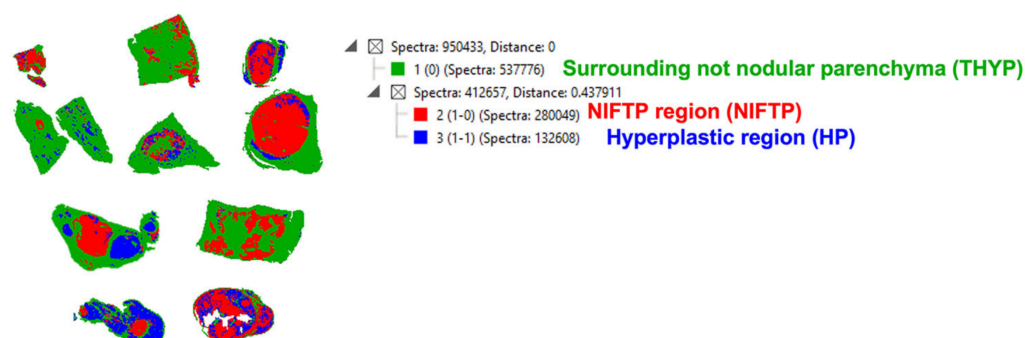 Spectra: 950433, Distance: 0
1 (0) (Spectra: 537776) Surrounding not nodular parenchyma (THYP)
Spectra: 412657, Distance: 0.437911
2 (1-0) (Spectra: 280049) NIFTP region (NIFTP)
3 (1-1) (Spectra: 132608) Hyperplastic region (HP)